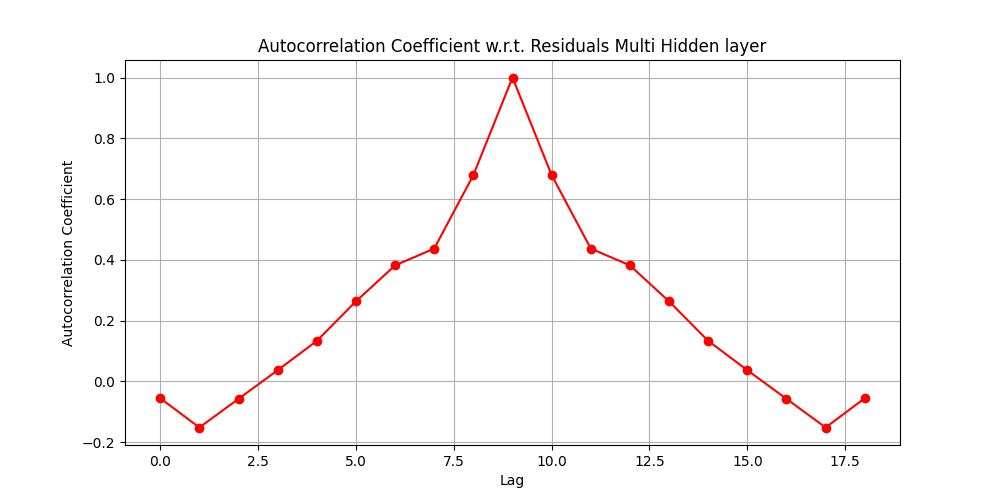 Autocorrelation Coefficient w.r.t. Residuals Multi Hidden layer
1.0
0.8
0.6
0.4
0.2
0.0
−0.2
Autocorrelation Coefficient
0.0 2.5 5.0 7.5 10.0 12.5 15.0 17.5
Lag